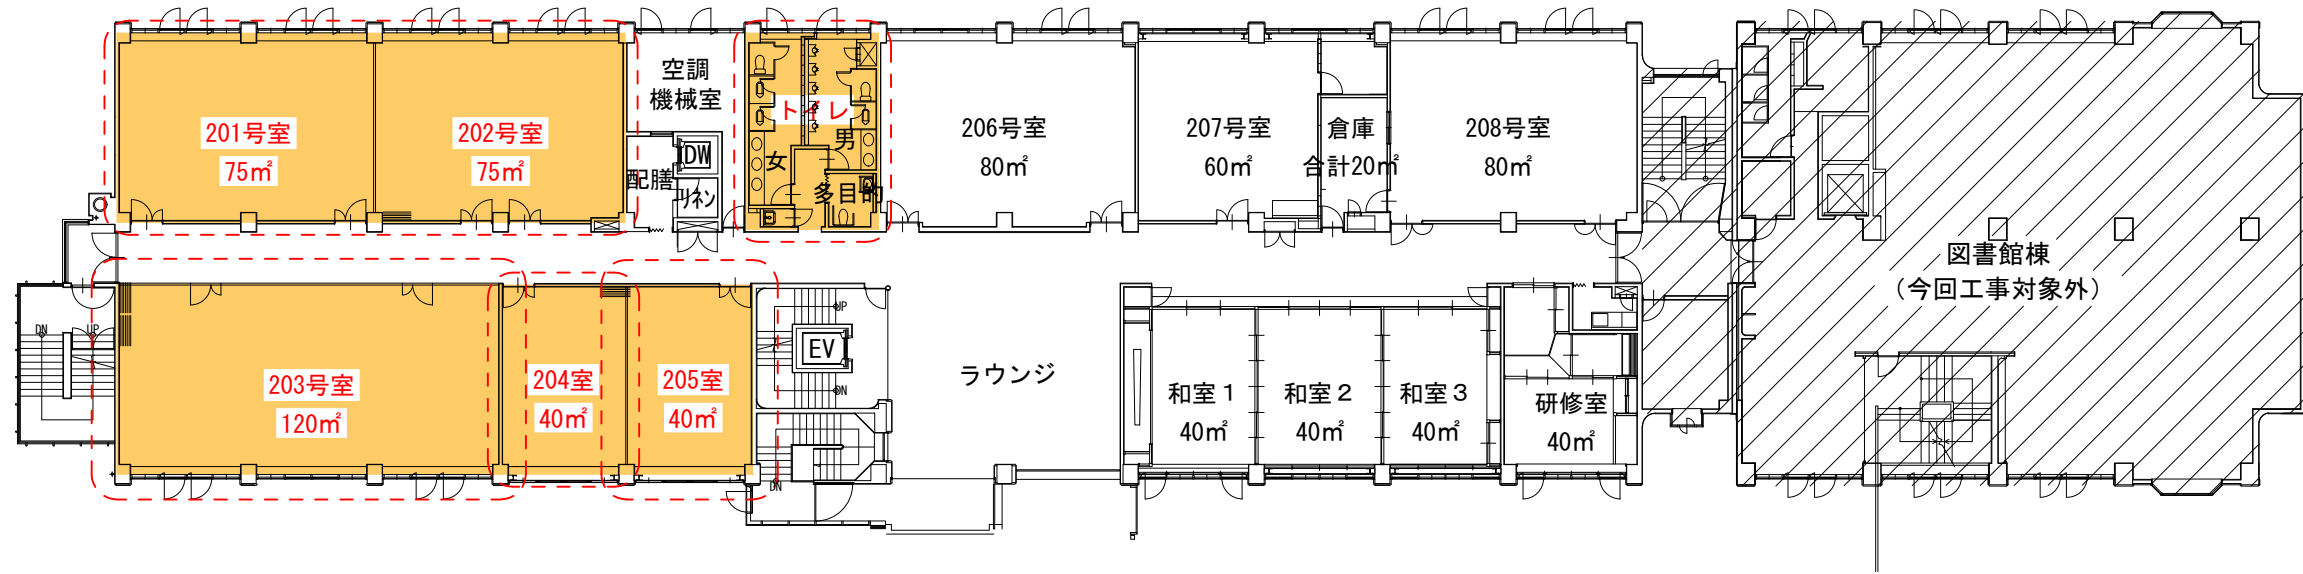 空調
機械室
201号室
75㎡
202号室
75㎡
DW
配膳
リネン
トイレ
女
男
多目的
206号室
80㎡
207号室
60㎡
倉庫
合計20㎡
208号室
80㎡
図書館棟
（今回工事対象外）
DN
UP
203号室
120㎡
204室
40㎡
205室
40㎡
UP
EV
DN
DN
ラウンジ
和室１
40㎡
和室２
40㎡
和室３
40㎡
研修室
40㎡